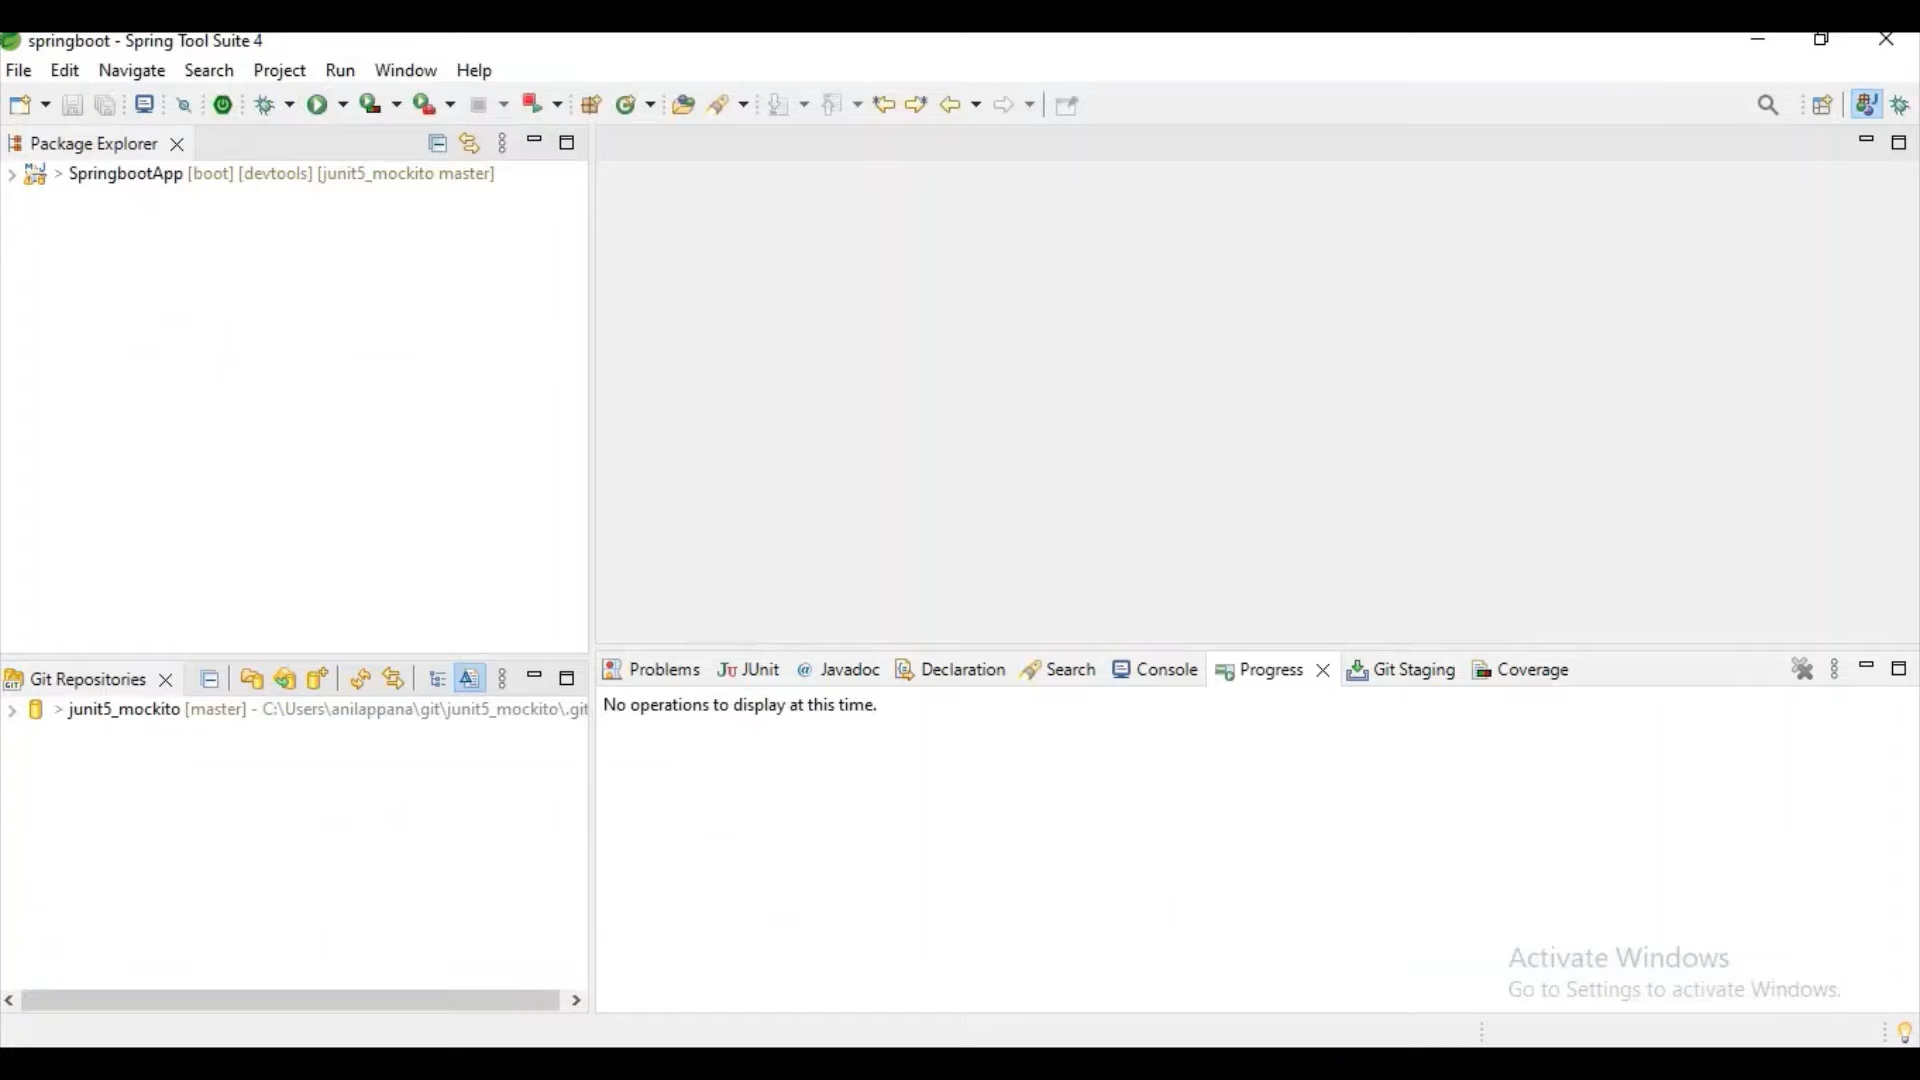 springboot - Spring Tool Suite 4
File Edit Navigate Search Project Run Window Help
Package Explorer
> SpringbootApp [boot] [devtools] [junit5_mockito master]
Git Repositories
> junit5_mockito [master] - C:\Users\anilappana\git\junit5_mockito\.git
Problems JUnit Javadoc Declaration Search Console Progress Git Staging Coverage
No operations to display at this time.
Activate Windows
Go to Settings to activate Windows.